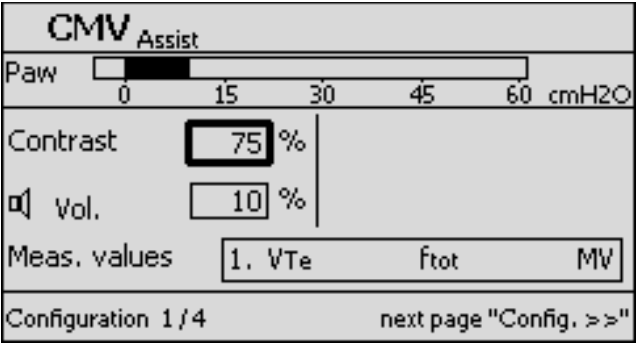 CMV Assist
Paw
0 15 30 45 60 cmH2O
Contrast 75 %
Vol. 10 %
Meas. values 1. VTe ftot MV
Configuration 1/4 next page "Config. >>"